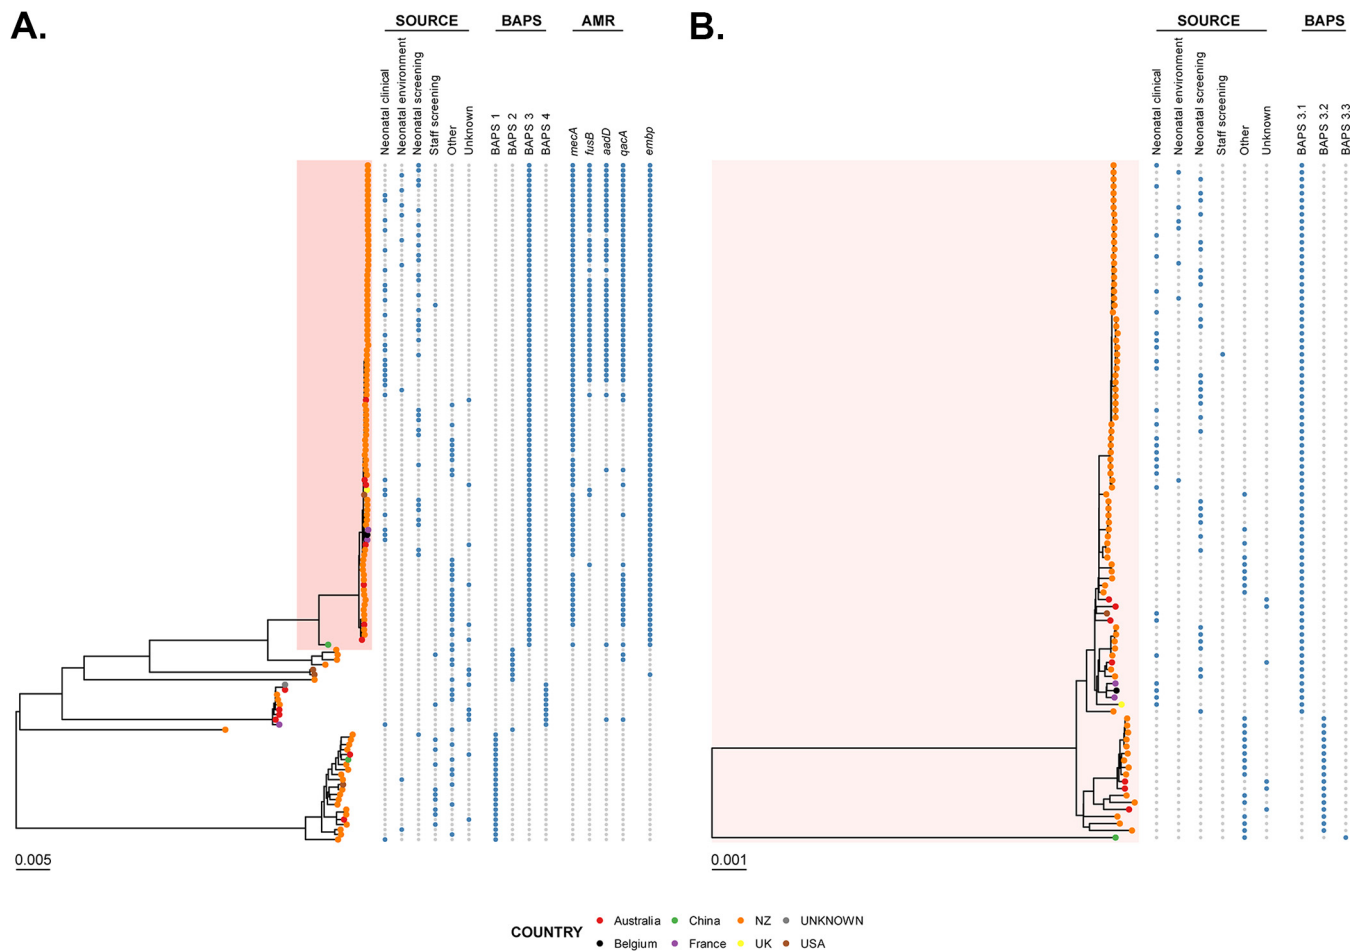 A.
SOURCE BAPS AMR
Neonatal clinical
Neonatal environment
Neonatal screening
Staff screening
Other
Unknown
BAPS 1
BAPS 2
BAPS 3
BAPS 4
mecA
fusB
aadD
qacA
embp
0.005
B.
SOURCE BAPS
Neonatal clinical
Neonatal environment
Neonatal screening
Staff screening
Other
Unknown
BAPS 3.1
BAPS 3.2
BAPS 3.3
0.001
COUNTRY
Australia China NZ UNKNOWN
Belgium France UK USA